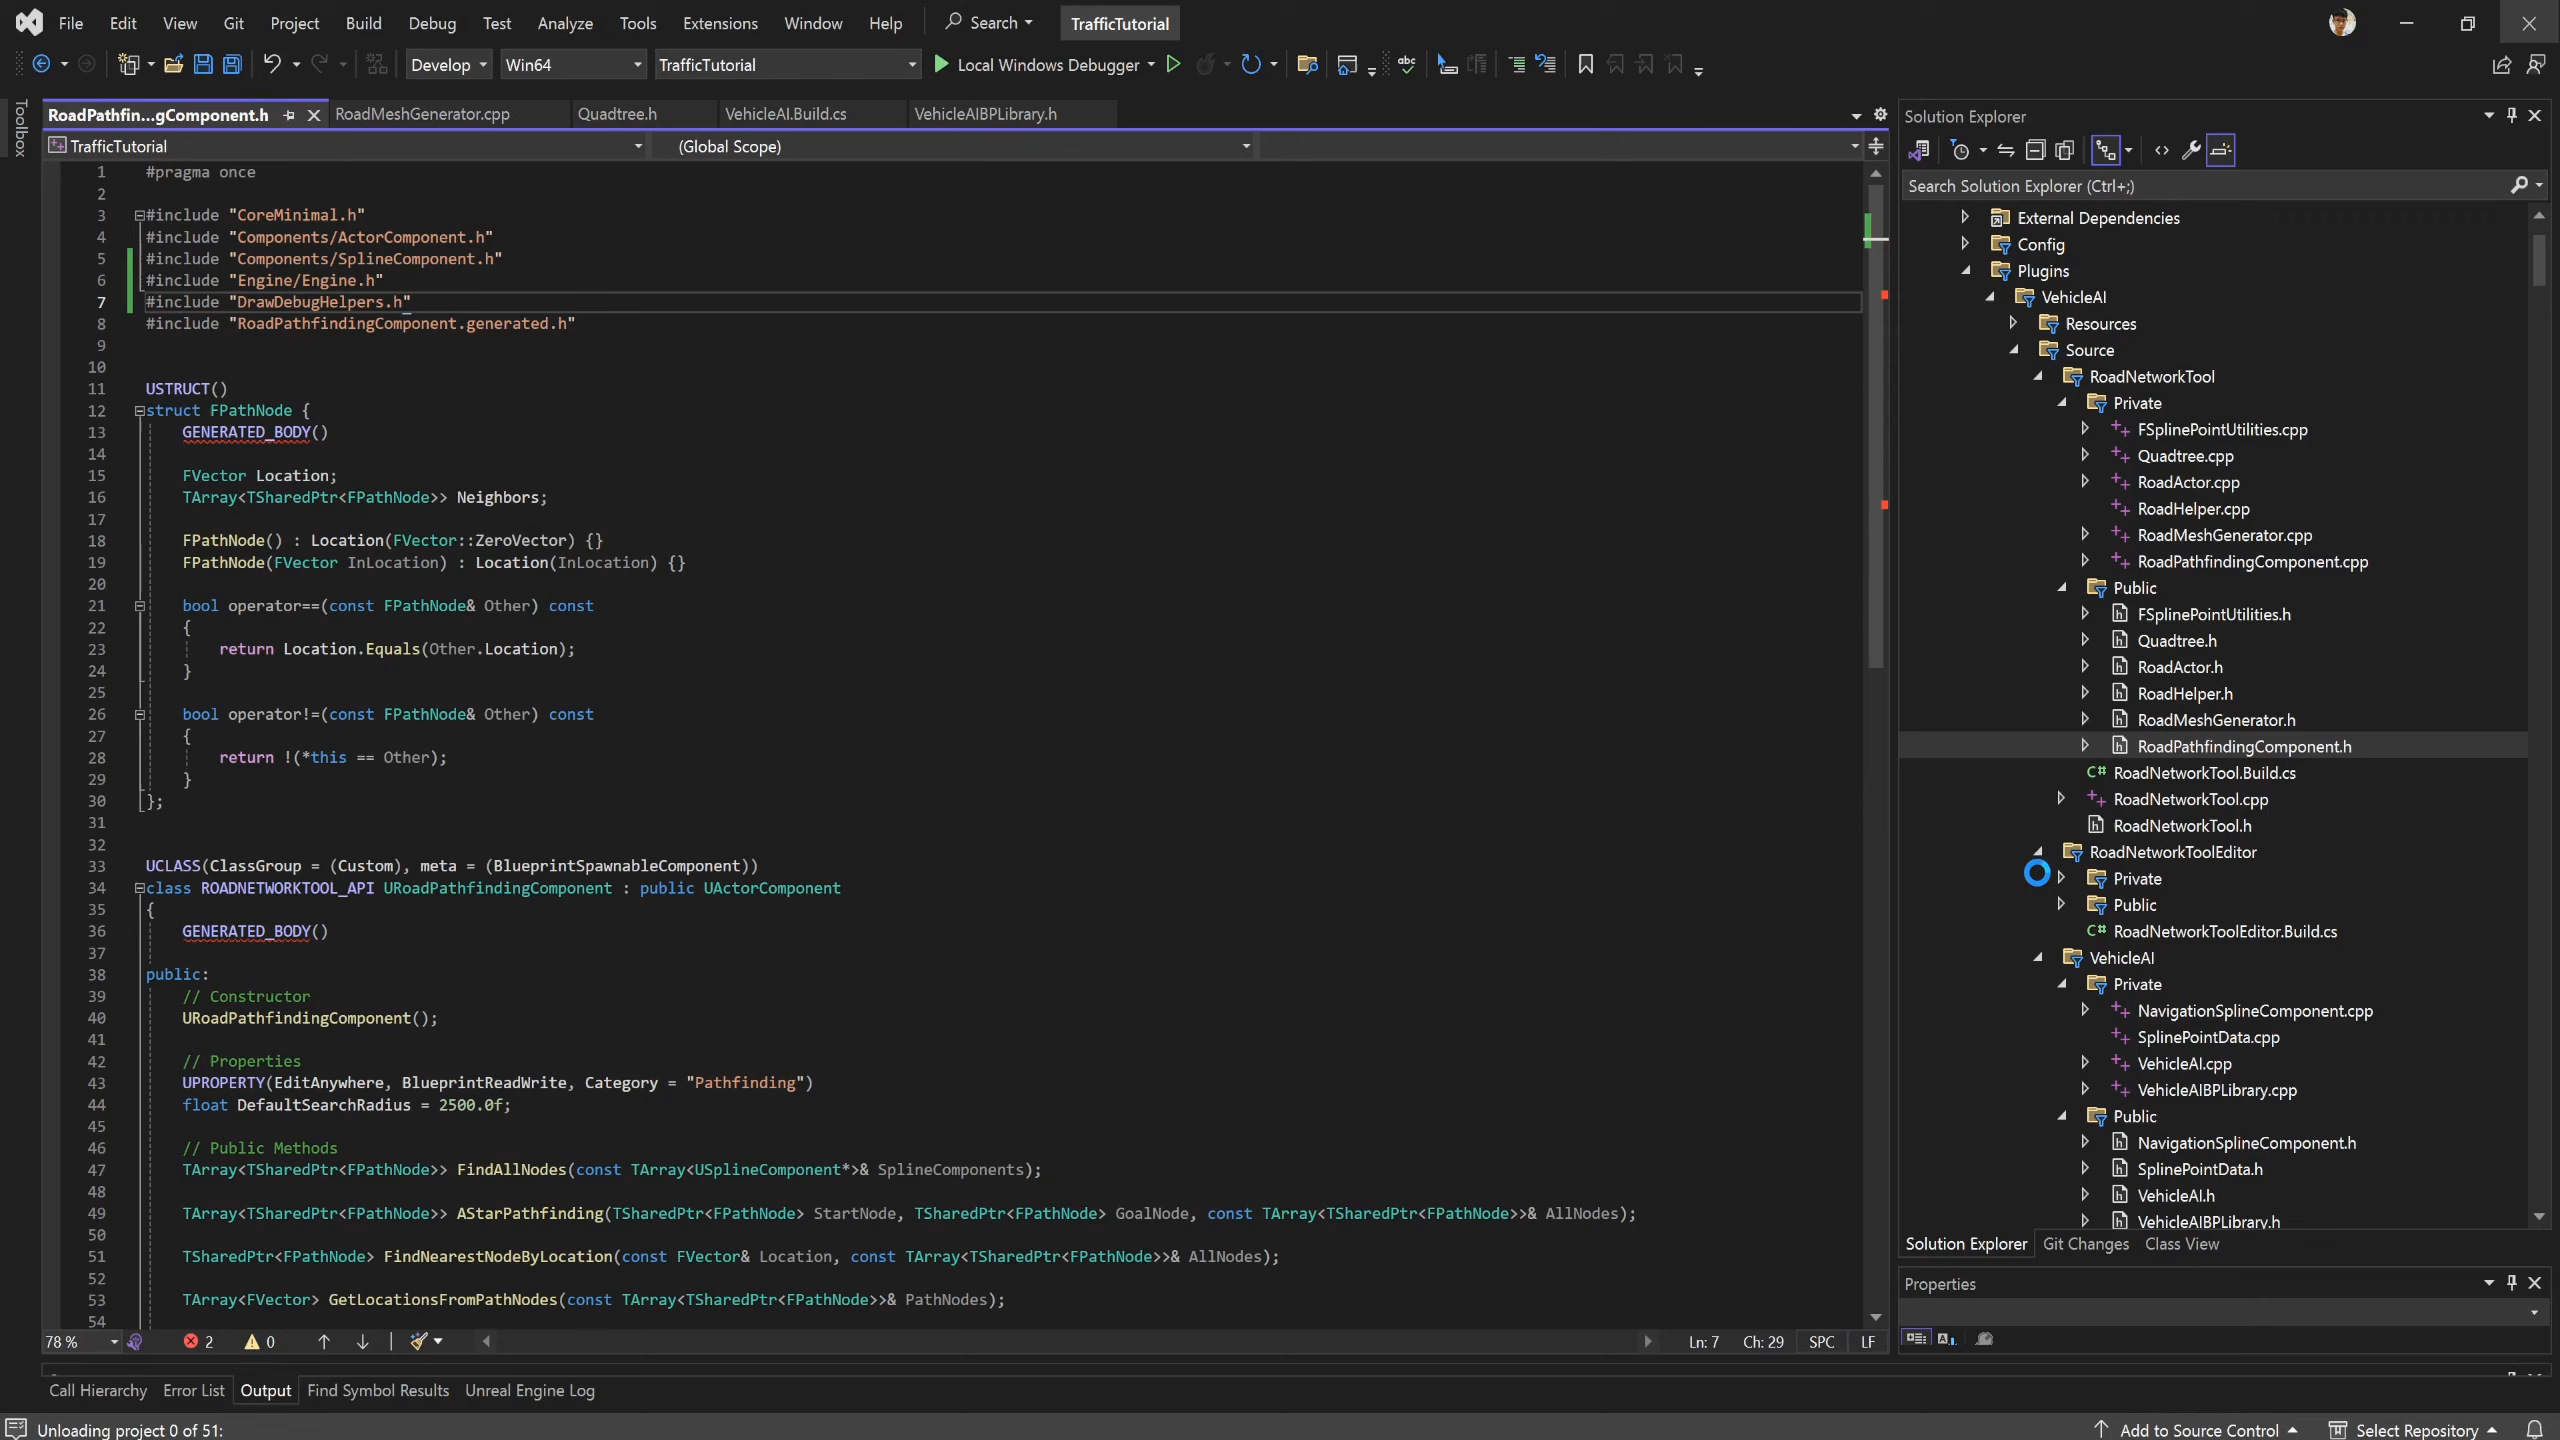 File Edit View Git Project Build Debug Test Analyze Tools Extensions Window Help Search TrafficTutorial
Develop Win64 TrafficTutorial Local Windows Debugger
Toolbox
RoadPathfin...gComponent.h RoadMeshGenerator.cpp Quadtree.h VehicleAI.Build.cs VehicleAIBPLibrary.h
TrafficTutorial (Global Scope)
1 #pragma once
2
3 #include "CoreMinimal.h"
4 #include "Components/ActorComponent.h"
5 #include "Components/SplineComponent.h"
6 #include "Engine/Engine.h"
7 #include "DrawDebugHelpers.h"
8 #include "RoadPathfindingComponent.generated.h"
9
10
11 USTRUCT()
12 struct FPathNode {
13 GENERATED_BODY()
14
15 FVector Location;
16 TArray<TSharedPtr<FPathNode>> Neighbors;
17
18 FPathNode() : Location(FVector::ZeroVector) {}
19 FPathNode(FVector InLocation) : Location(InLocation) {}
20
21 bool operator==(const FPathNode& Other) const
22 {
23 return Location.Equals(Other.Location);
24 }
25
26 bool operator!=(const FPathNode& Other) const
27 {
28 return !(*this == Other);
29 }
30 };
31
32
33 UCLASS(ClassGroup = (Custom), meta = (BlueprintSpawnableComponent))
34 class ROADNETWORKTOOL_API URoadPathfindingComponent : public UActorComponent
35 {
36 GENERATED_BODY()
37
38 public:
39 // Constructor
40 URoadPathfindingComponent();
41
42 // Properties
43 UPROPERTY(EditAnywhere, BlueprintReadWrite, Category = "Pathfinding")
44 float DefaultSearchRadius = 2500.0f;
45
46 // Public Methods
47 TArray<TSharedPtr<FPathNode>> FindAllNodes(const TArray<USplineComponent*>& SplineComponents);
48
49 TArray<TSharedPtr<FPathNode>> AStarPathfinding(TSharedPtr<FPathNode> StartNode, TSharedPtr<FPathNode> GoalNode, const TArray<TSharedPtr<FPathNode>>& AllNodes);
50
51 TSharedPtr<FPathNode> FindNearestNodeByLocation(const FVector& Location, const TArray<TSharedPtr<FPathNode>>& AllNodes);
52
53 TArray<FVector> GetLocationsFromPathNodes(const TArray<TSharedPtr<FPathNode>>& PathNodes);
54
78 % 2 0 Ln: 7 Ch: 29 SPC LF
Call Hierarchy Error List Output Find Symbol Results Unreal Engine Log
Unloading project 0 of 51:
Solution Explorer
Search Solution Explorer (Ctrl+;)
External Dependencies
Config
Plugins
VehicleAI
Resources
Source
RoadNetworkTool
Private
FSplinePointUtilities.cpp
Quadtree.cpp
RoadActor.cpp
RoadHelper.cpp
RoadMeshGenerator.cpp
RoadPathfindingComponent.cpp
Public
FSplinePointUtilities.h
Quadtree.h
RoadActor.h
RoadHelper.h
RoadMeshGenerator.h
RoadPathfindingComponent.h
C# RoadNetworkTool.Build.cs
RoadNetworkTool.cpp
RoadNetworkTool.h
RoadNetworkToolEditor
Private
Public
C# RoadNetworkToolEditor.Build.cs
VehicleAI
Private
NavigationSplineComponent.cpp
SplinePointData.cpp
VehicleAI.cpp
VehicleAIBPLibrary.cpp
Public
NavigationSplineComponent.h
SplinePointData.h
VehicleAI.h
VehicleAIBPLibrary.h
Solution Explorer Git Changes Class View
Properties
Add to Source Control Select Repository